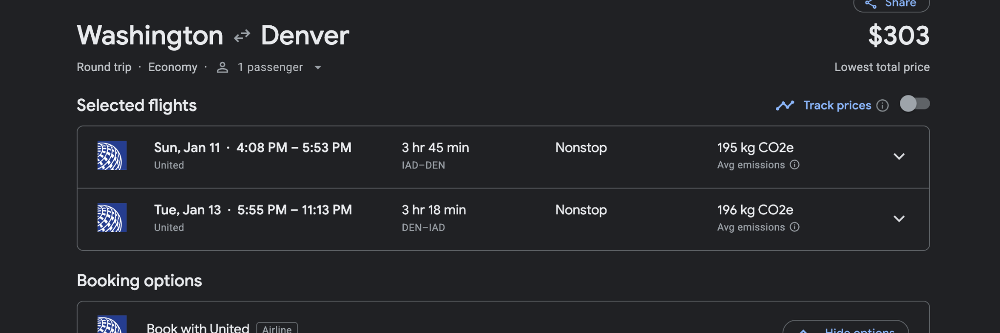 Share
Washington Denver
$303
Round trip · Economy · 1 passenger
Lowest total price
Selected flights
Track prices
Sun, Jan 11 · 4:08 PM – 5:53 PM
United
3 hr 45 min
IAD–DEN
Nonstop
195 kg CO2e
Avg emissions
Tue, Jan 13 · 5:55 PM – 11:13 PM
United
3 hr 18 min
DEN–IAD
Nonstop
196 kg CO2e
Avg emissions
Booking options
Book with United Airline
Hide options